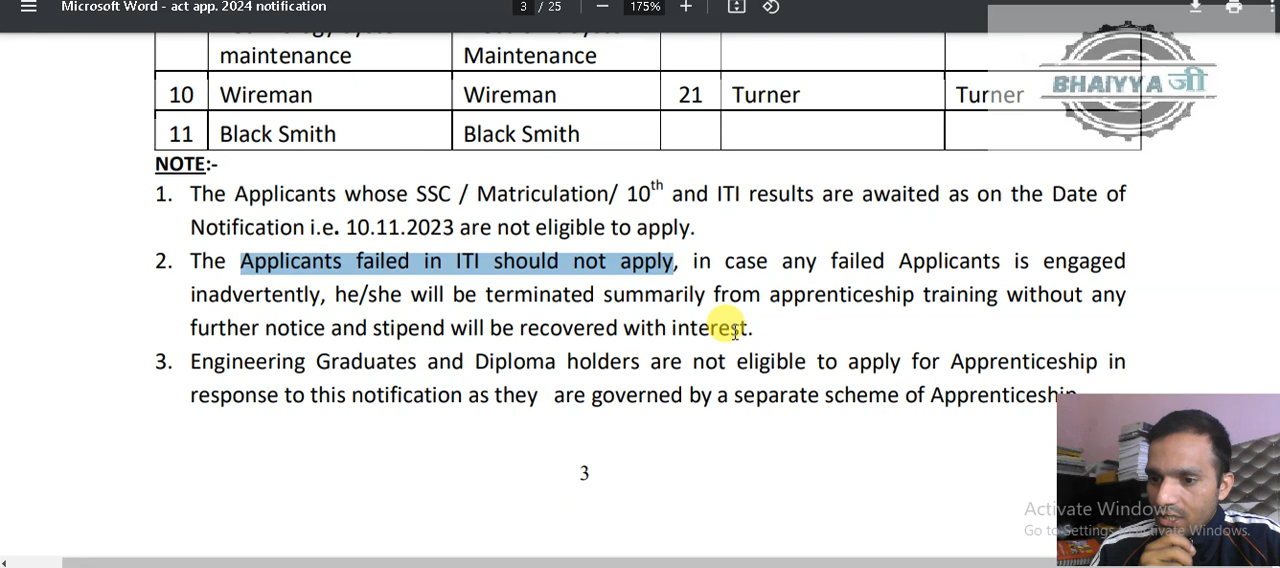 Microsoft Word - act app. 2024 notification
3 / 25
175%
maintenance
Maintenance
10 Wireman Wireman 21 Turner Turner
11 Black Smith Black Smith
BHAIYYA जी
NOTE:-
1. The Applicants whose SSC / Matriculation/ 10th and ITI results are awaited as on the Date of
Notification i.e. 10.11.2023 are not eligible to apply.
2. The Applicants failed in ITI should not apply, in case any failed Applicants is engaged
inadvertently, he/she will be terminated summarily from apprenticeship training without any
further notice and stipend will be recovered with interest.
3. Engineering Graduates and Diploma holders are not eligible to apply for Apprenticeship in
response to this notification as they are governed by a separate scheme of Apprenticeship
3
Activate Windows
Go to Settings to activate Windows.